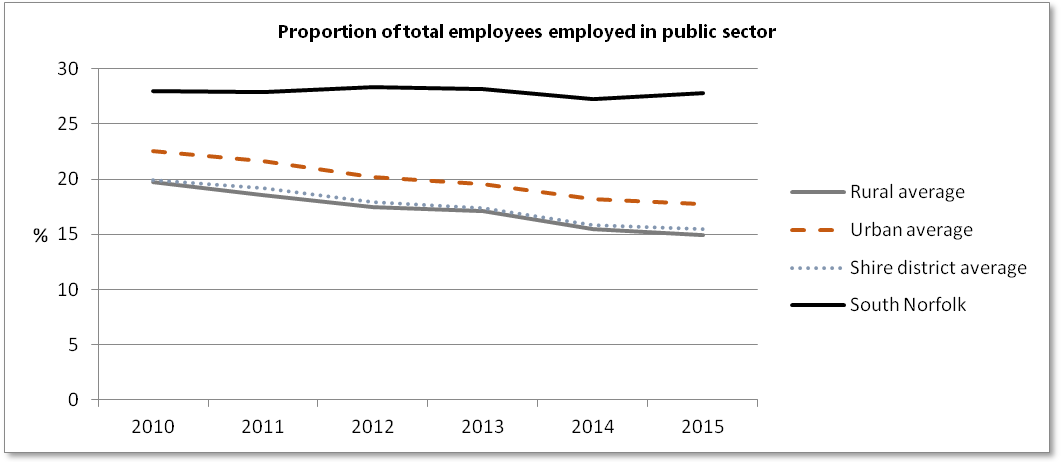 Proportion of total employees employed in public sector
30
25
20
15
10
5
0
%
2010 2011 2012 2013 2014 2015
Rural average
Urban average
Shire district average
South Norfolk